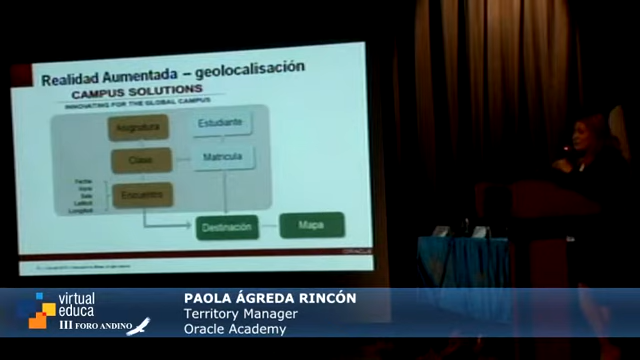 Realidad Aumentada – geolocalisación
CAMPUS SOLUTIONS
INNOVATING FOR THE GLOBAL CAMPUS
Asignatura
Estudiante
Clase
Matricula
Fecha
Hora
Sala
Latitud
Longitud
Encuentro
Destinación
Mapa
ORACLE
virtual
educa
III FORO ANDINO
PAOLA ÁGREDA RINCÓN
Territory Manager
Oracle Academy